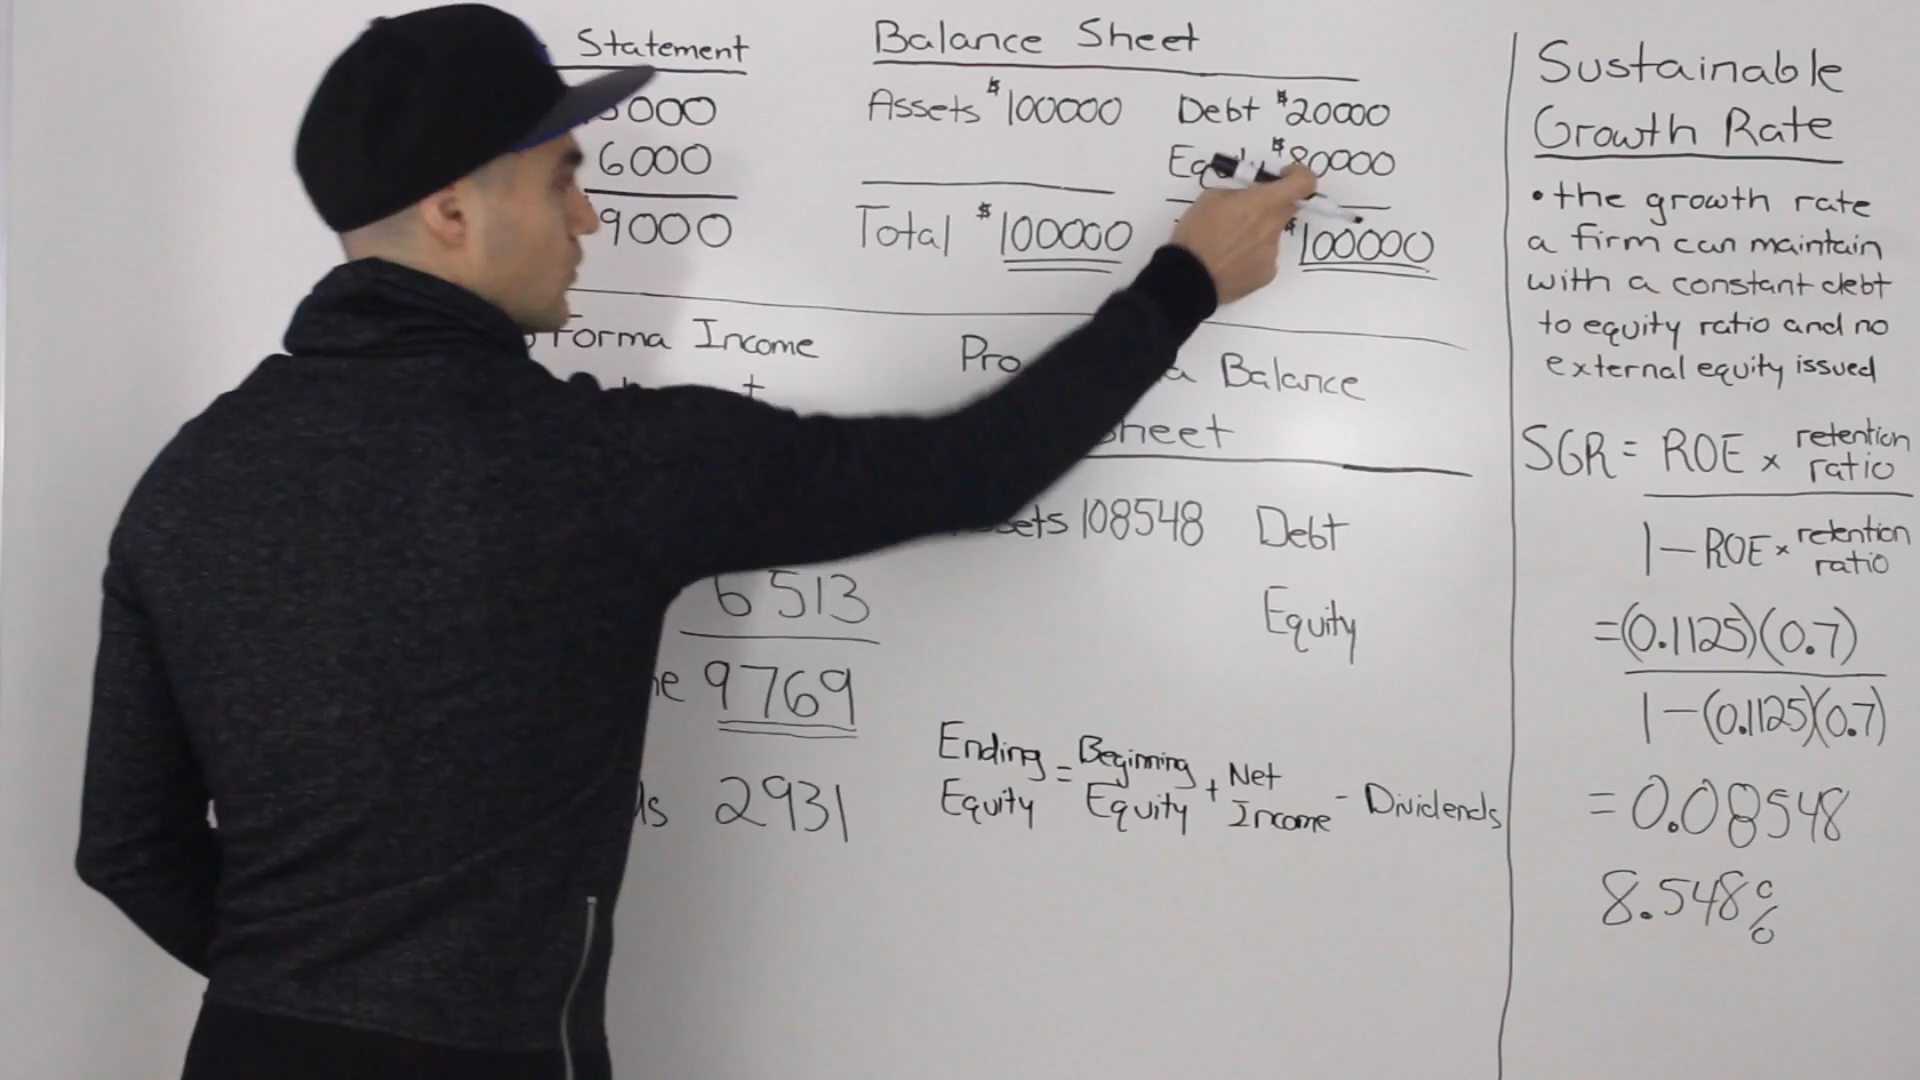 Statement
000
6000
9000
Balance Sheet
Assets $100000 Debt $20000
$80000
Total $100000 $100000
Forma Income
Pro Balance
Sheet
108548 Debt
Equity
6513
9769
2931
Ending Equity = Beginning Equity + Net Income - Dividends
Sustainable
Growth Rate
• the growth rate
a firm can maintain
with a constant debt
to equity ratio and no
external equity issued
SGR = ROE x retention ratio
1 - ROE x retention ratio
= (0.1125)(0.7)
1 - (0.1125)(0.7)
= 0.08548
8.548%